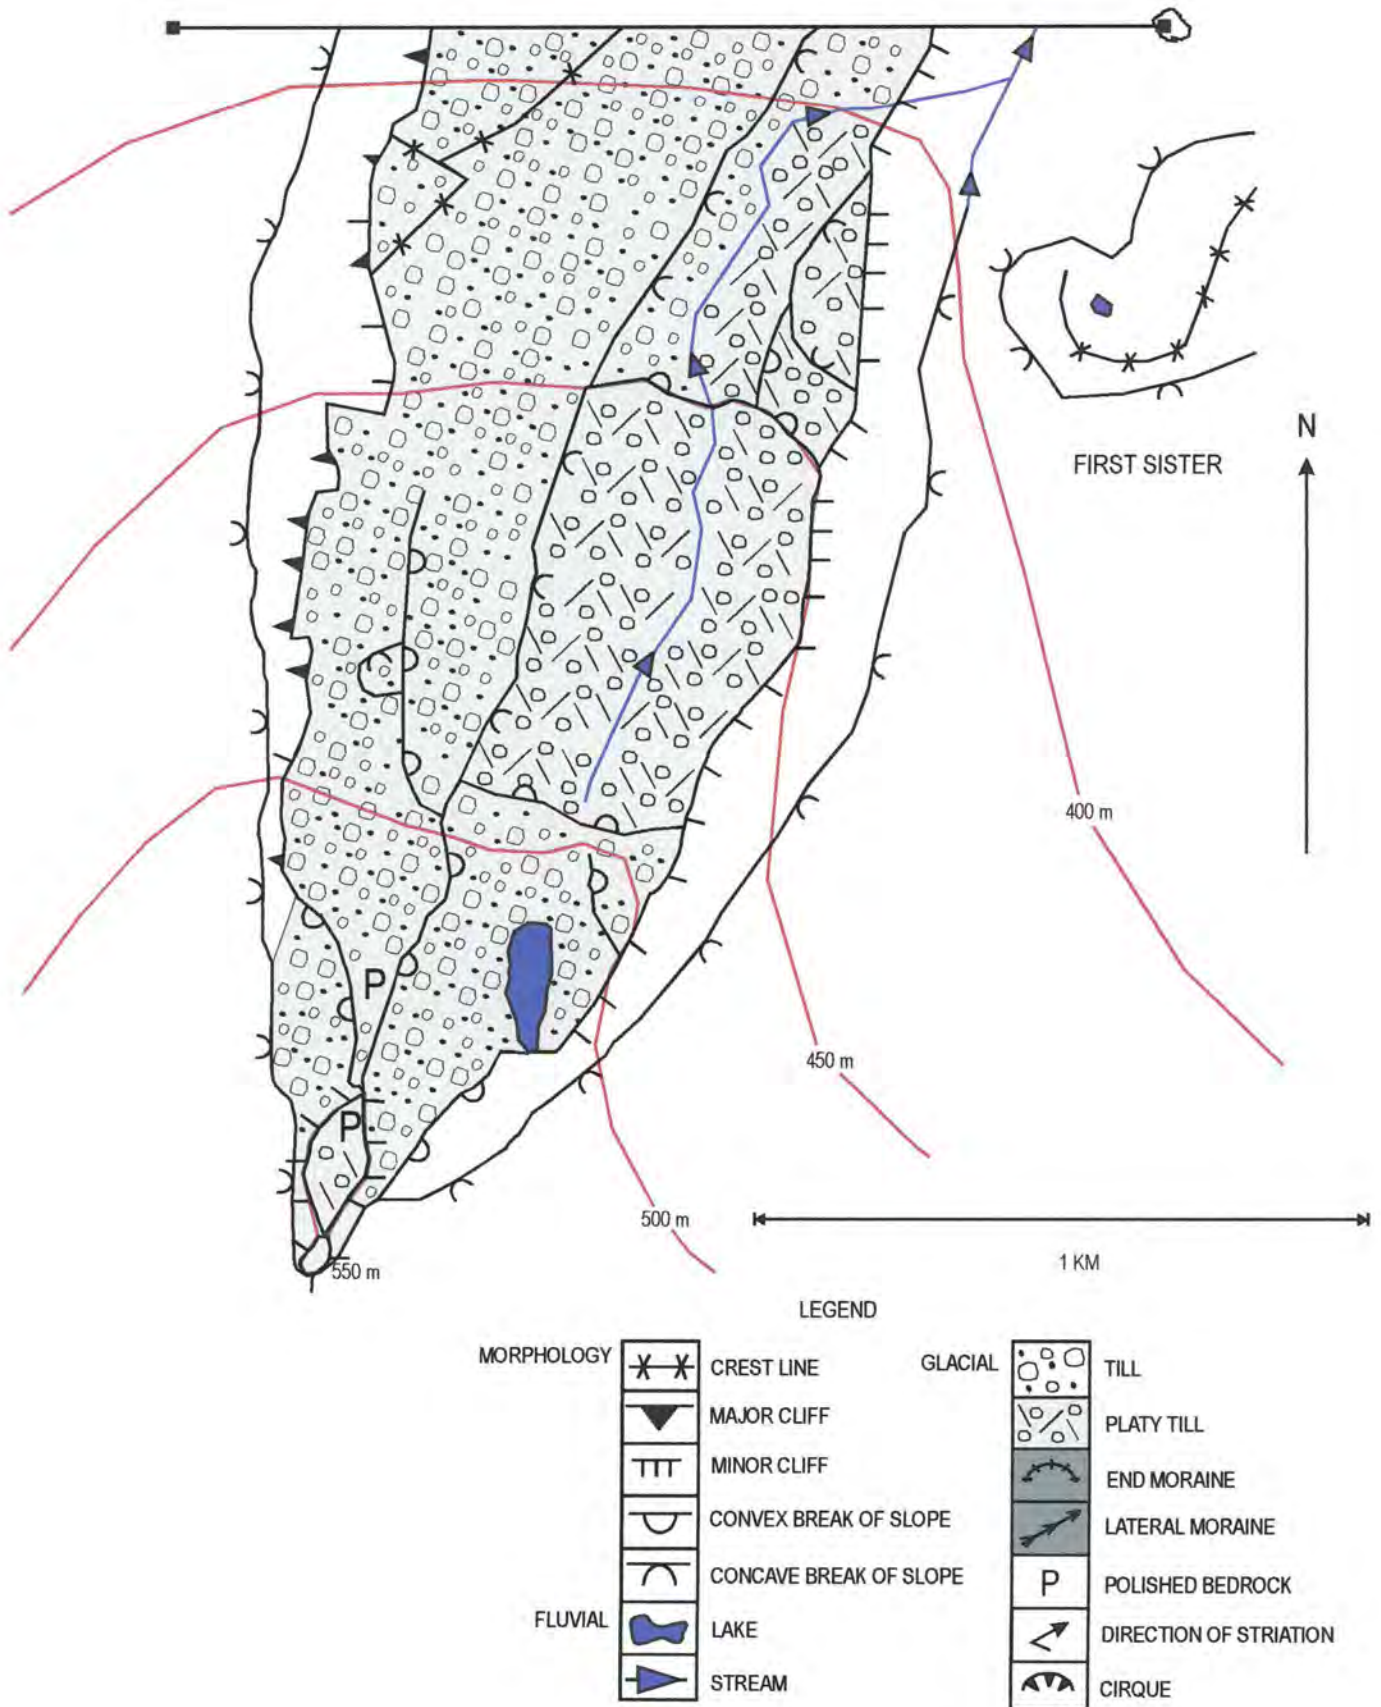 N
FIRST SISTER
400 m
P
450 m
P
500 m
1 KM
550 m
LEGEND
MORPHOLOGY
CREST LINE
MAJOR CLIFF
MINOR CLIFF
CONVEX BREAK OF SLOPE
CONCAVE BREAK OF SLOPE
FLUVIAL
LAKE
STREAM
GLACIAL
TILL
PLATY TILL
END MORAINE
LATERAL MORAINE
P
POLISHED BEDROCK
DIRECTION OF STRIATION
CIRQUE